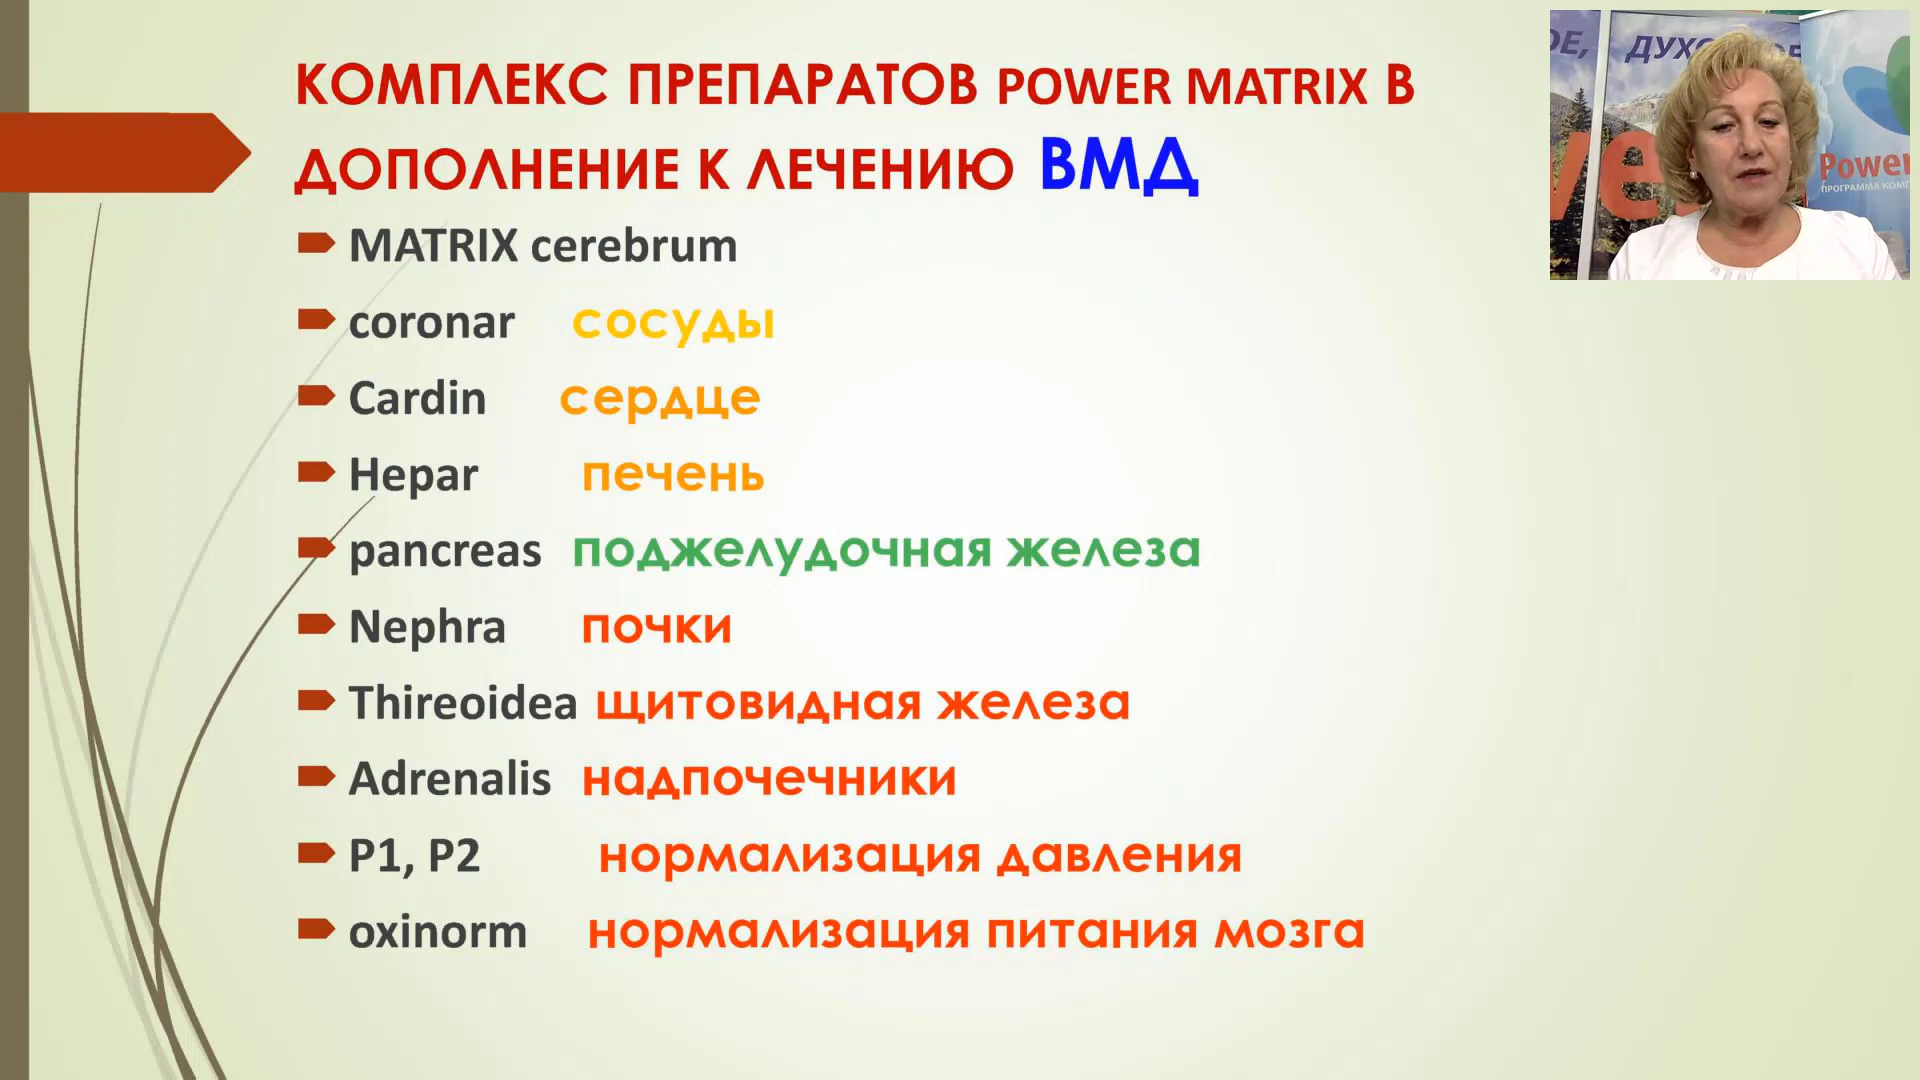 КОМПЛЕКС ПРЕПАРАТОВ POWER MATRIX В
ДОПОЛНЕНИЕ К ЛЕЧЕНИЮ ВМД
MATRIX cerebrum
coronar сосуды
Cardin сердце
Hepar печень
pancreas поджелудочная железа
Nephra почки
Thireoidea щитовидная железа
Adrenalis надпочечники
P1, P2 нормализация давления
oxinorm нормализация питания мозга
Power
ПРОГРАММА